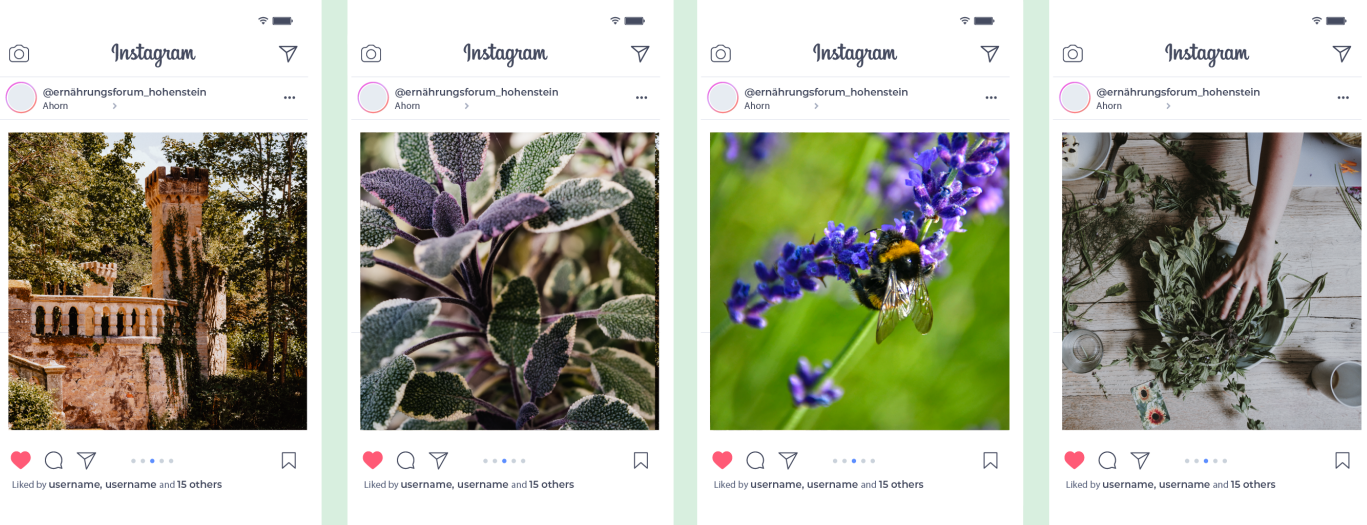 Instagram
@ernährungsforum_hohenstein
Ahorn
Liked by username, username and 15 others
Instagram
@ernährungsforum_hohenstein
Ahorn
Liked by username, username and 15 others
Instagram
@ernährungsforum_hohenstein
Ahorn
Liked by username, username and 15 others
Instagram
@ernährungsforum_hohenstein
Ahorn
Liked by username, username and 15 others